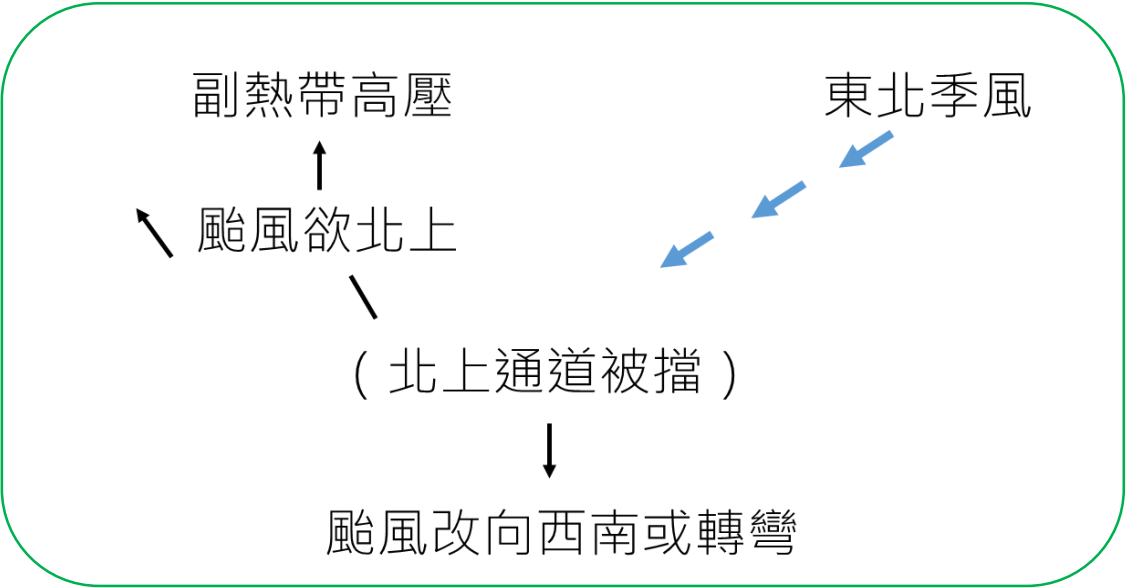 副熱帶高壓
東北季風
颱風欲北上
（北上通道被擋）
颱風改向西南或轉彎